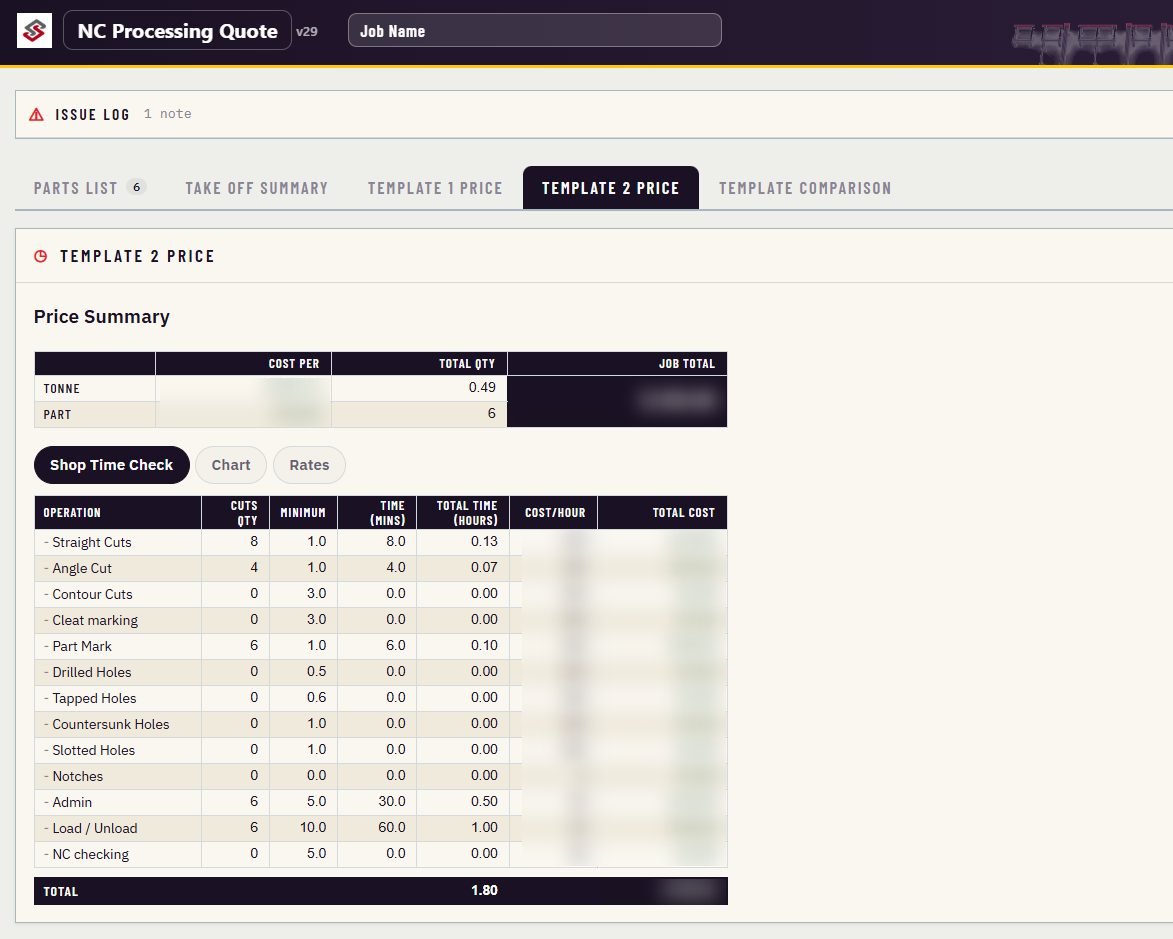 NC Processing Quote v29 Job Name
ISSUE LOG 1 note
PARTS LIST 6 TAKE OFF SUMMARY TEMPLATE 1 PRICE TEMPLATE 2 PRICE TEMPLATE COMPARISON
TEMPLATE 2 PRICE
Price Summary
COST PER TOTAL QTY JOB TOTAL
TONNE 0.49
PART 6
Shop Time Check Chart Rates
OPERATION CUTS QTY MINIMUM TIME (MINS) TOTAL TIME (HOURS) COST/HOUR TOTAL COST
- Straight Cuts 8 1.0 8.0 0.13
- Angle Cut 4 1.0 4.0 0.07
- Contour Cuts 0 3.0 0.0 0.00
- Cleat marking 0 3.0 0.0 0.00
- Part Mark 6 1.0 6.0 0.10
- Drilled Holes 0 0.5 0.0 0.00
- Tapped Holes 0 0.6 0.0 0.00
- Countersunk Holes 0 1.0 0.0 0.00
- Slotted Holes 0 1.0 0.0 0.00
- Notches 0 0.0 0.0 0.00
- Admin 6 5.0 30.0 0.50
- Load / Unload 6 10.0 60.0 1.00
- NC checking 0 5.0 0.0 0.00
TOTAL 1.80